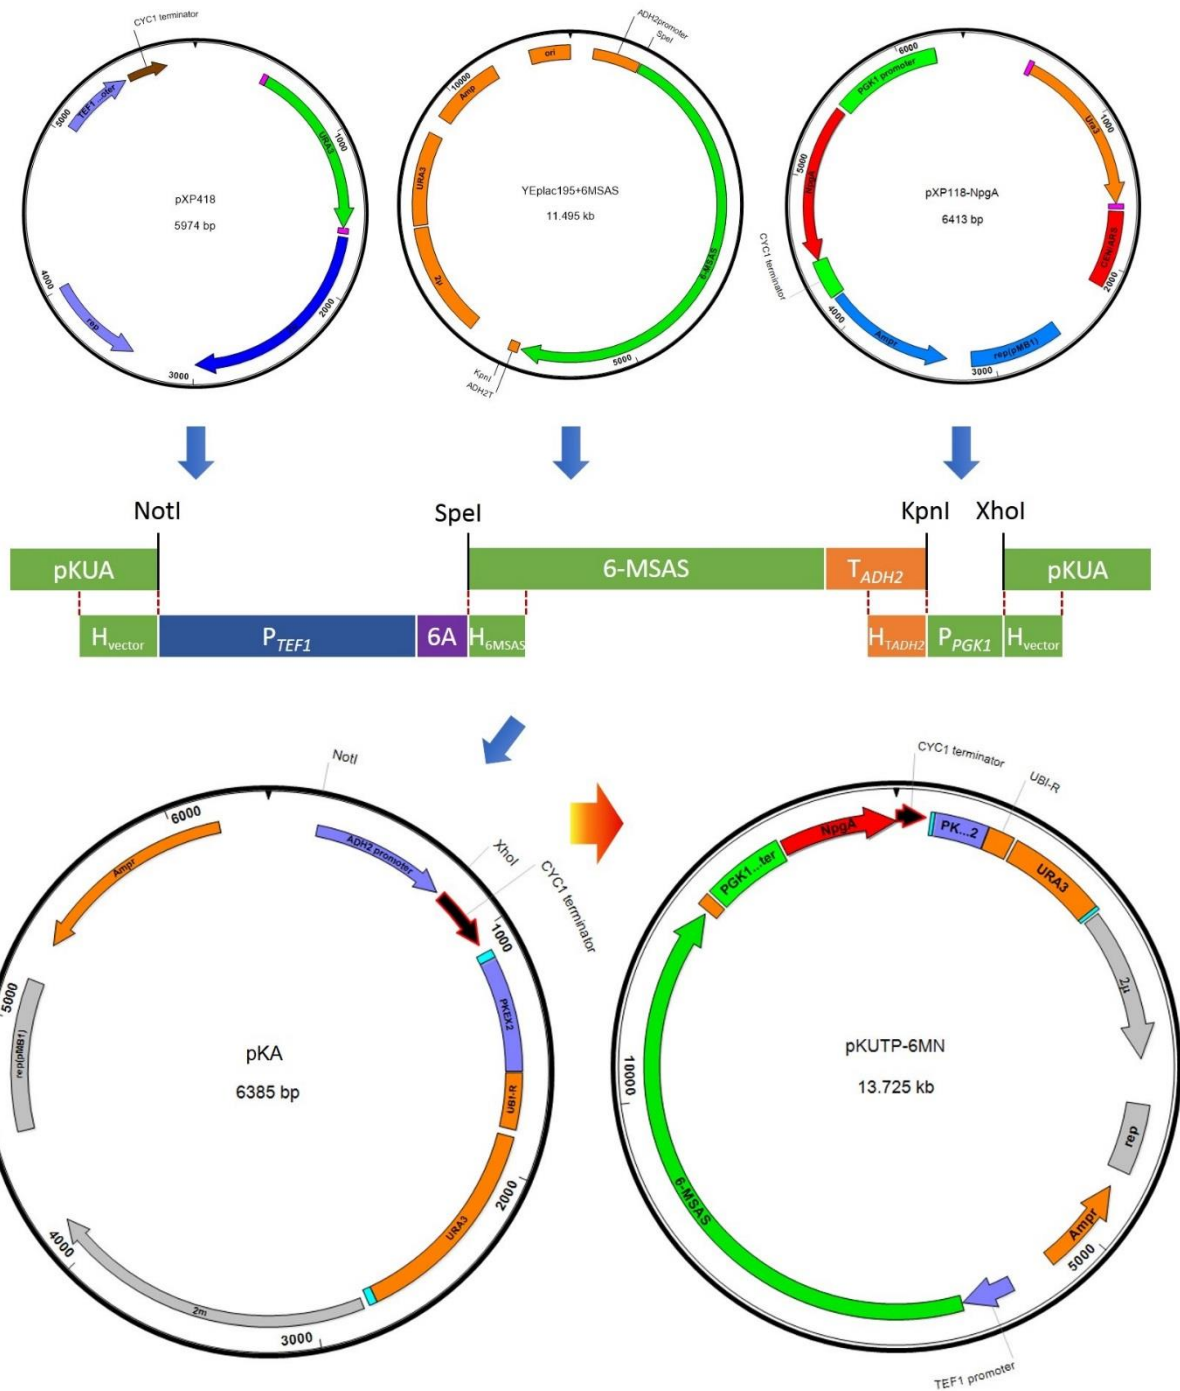 CYC1 terminator
TEF1 ...oter
5000
URA3
1000
pXP418
5974 bp
2000
4000
rep
3000
ADH2promoter
SpeI
ori
10000
Amp
URA3
YEplac195+6MSAS
11.495 kb
2µ
6-MSAS
5000
KpnI
ADH2T
6000
PGK1 promoter
Ura3
1000
5000
NpgA
pXP118-NpgA
6413 bp
CEN/ARS
2000
CYC1 terminator
4000
Ampr
rep(pMB1)
3000
NotI
SpeI
KpnI
XhoI
pKUA
6-MSAS
TADH2
pKUA
Hvector
PTEF1
6A
H6MSAS
HTADH2
PPGK1
Hvector
NotI
6000
Ampr
ADH2 promoter
XhoI
CYC1 terminator
1000
5000
PKEX2
rep(pMB1)
pKA
6385 bp
UBI-R
2000
URA3
4000
2m
3000
CYC1 terminator
UBI-R
NpgA
PK...2
PGK1...ter
URA3
2µ
pKUTP-6MN
13.725 kb
10000
rep
6-MSAS
Ampr
5000
TEF1 promoter